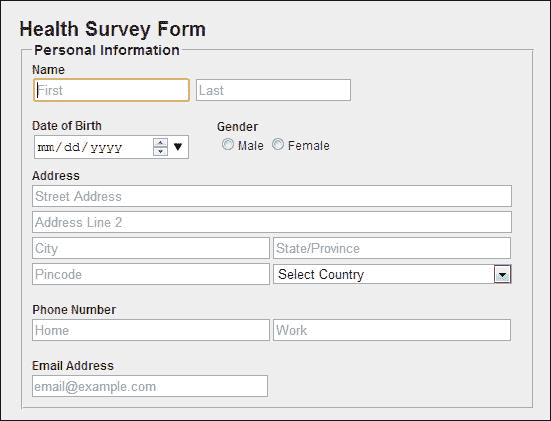 Health Survey Form
Personal Information
Name
First Last
Date of Birth Gender
mm/dd/yyyy Male Female
Address
Street Address
Address Line 2
City State/Province
Pincode Select Country
Phone Number
Home Work
Email Address
email@example.com